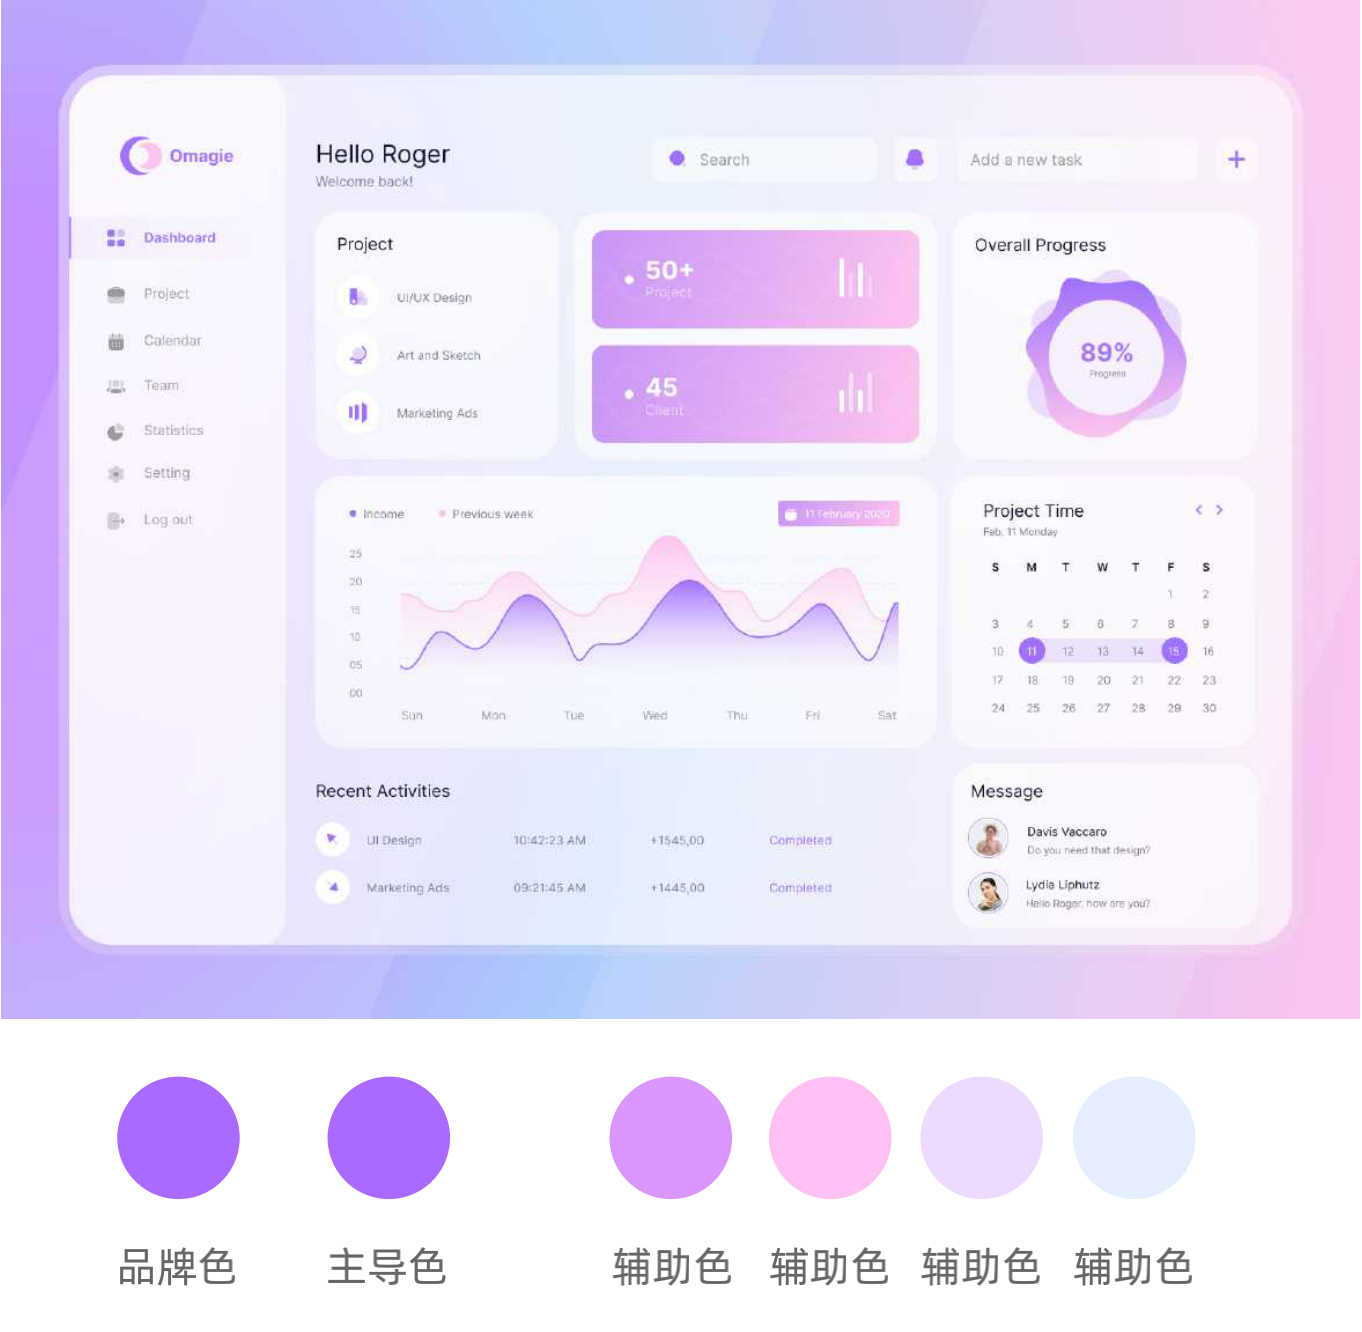 Omagie
Dashboard
Project
Calendar
Team
Statistics
Setting
Log out
Hello Roger
Welcome back!
Search
Add a new task
Project
UI/UX Design
Art and Sketch
Marketing Ads
50+
Project
45
Client
Overall Progress
89%
Progress
Income
Previous week
11 February 2020
25
20
15
10
05
00
Sun Mon Tue Wed Thu Fri Sat
Project Time
Feb, 11 Monday
S M T W T F S
1 2
3 4 5 6 7 8 9
10 11 12 13 14 15 16
17 18 19 20 21 22 23
24 25 26 27 28 29 30
Recent Activities
UI Design 10:42:23 AM +1545,00 Completed
Marketing Ads 09:21:45 AM +1445,00 Completed
Message
Davis Vaccaro
Do you need that design?
Lydia Liphutz
Hello Roger, how are you?
品牌色 主导色 辅助色 辅助色 辅助色 辅助色